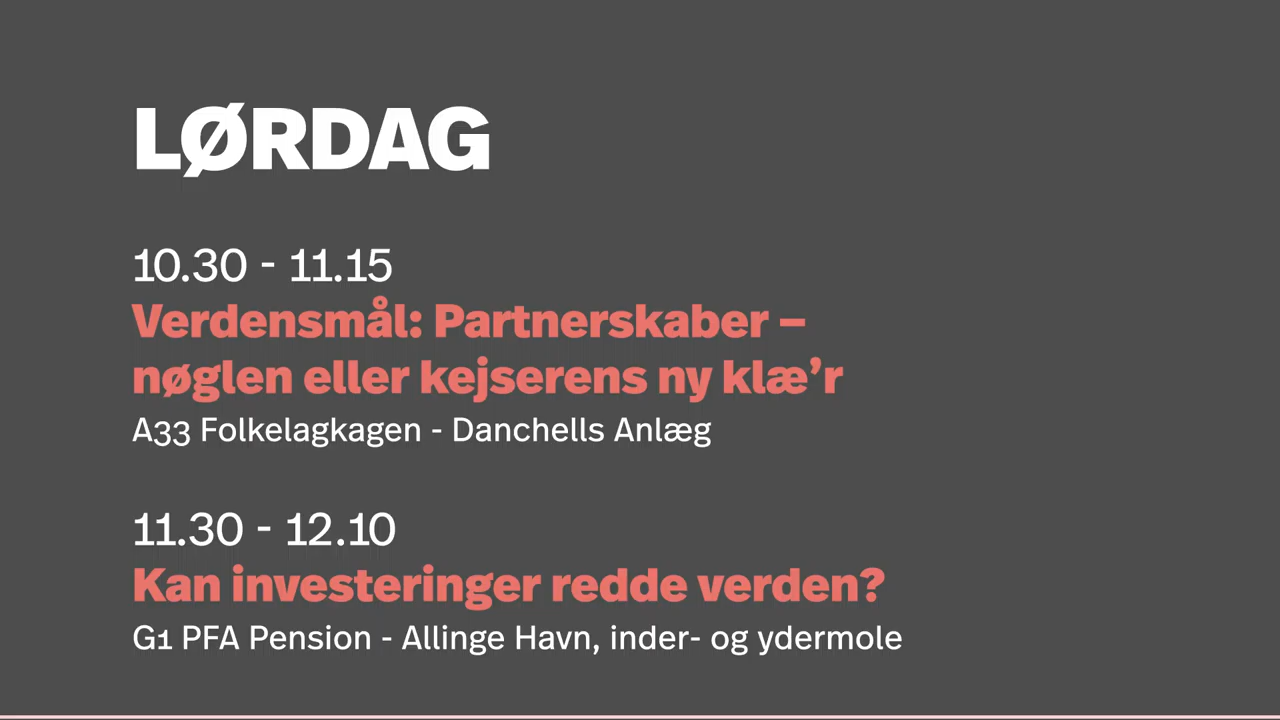 LØRDAG
10.30 - 11.15
Verdensmål: Partnerskaber –
nøglen eller kejserens ny klæ’r
A33 Folkelagkagen - Danchells Anlæg
11.30 - 12.10
Kan investeringer redde verden?
G1 PFA Pension - Allinge Havn, inder- og ydermole